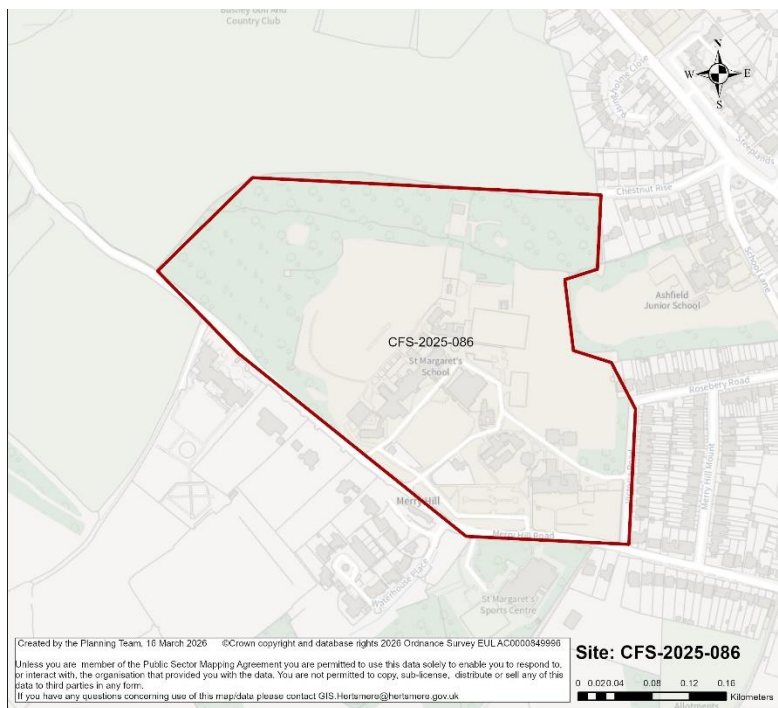 Bushey Golf And
Country Club
N
W E
S
Steeplands
Chestnut Rise
School Lane
Ashfield
Junior School
CFS-2025-086
St Margaret's
School
Rosebery Road
Merry Hill Mount
Merry Hill
Merry Hill Road
Waterhouse Place
St Margaret's
Sports Centre
Allotments
Created by the Planning Team, 16 March 2026 ©Crown copyright and database rights 2026 Ordnance Survey EUL AC0000849996
Unless you are member of the Public Sector Mapping Agreement you are permitted to use this data solely to enable you to respond to,
or interact with, the organisation that provided you with the data. You are not permitted to copy, sub-license, distribute or sell any of this
data to third parties in any form.
If you have any questions concerning use of this map/data please contact GIS.Hertsmere@hertsmere.gov.uk
Site: CFS-2025-086
0 0.02 0.04 0.08 0.12 0.16
Kilometers